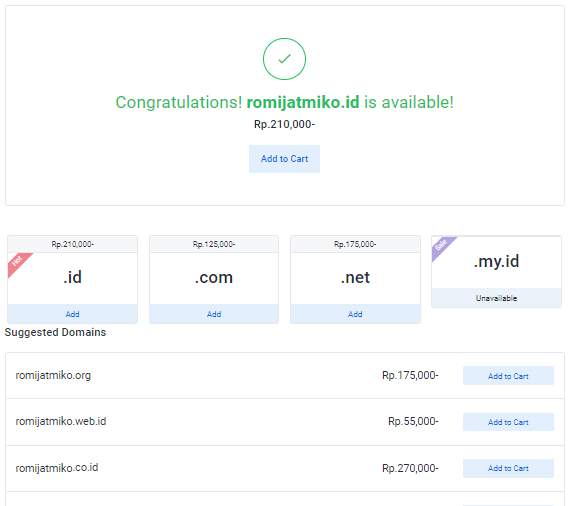 Congratulations! romijatmiko.id is available!
Rp.210,000-
Add to Cart
Rp.210,000-
Hot
.id
Add
Rp.125,000-
.com
Add
Rp.175,000-
.net
Add
Sale
.my.id
Unavailable
Suggested Domains
romijatmiko.org Rp.175,000- Add to Cart
romijatmiko.web.id Rp.55,000- Add to Cart
romijatmiko.co.id Rp.270,000- Add to Cart